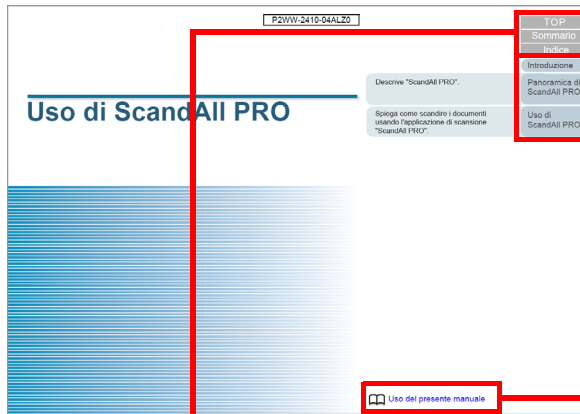 P2WW-2410-04ALZ0
TOP
Sommario
Indice
Introduzione
Descrive "ScandAll PRO".
Panoramica di
ScandAll PRO
Uso di ScandAll PRO
Spiega come scandire i documenti
usando l'applicazione di scansione
"ScandAll PRO".
Uso di
ScandAll PRO
Uso del presente manuale